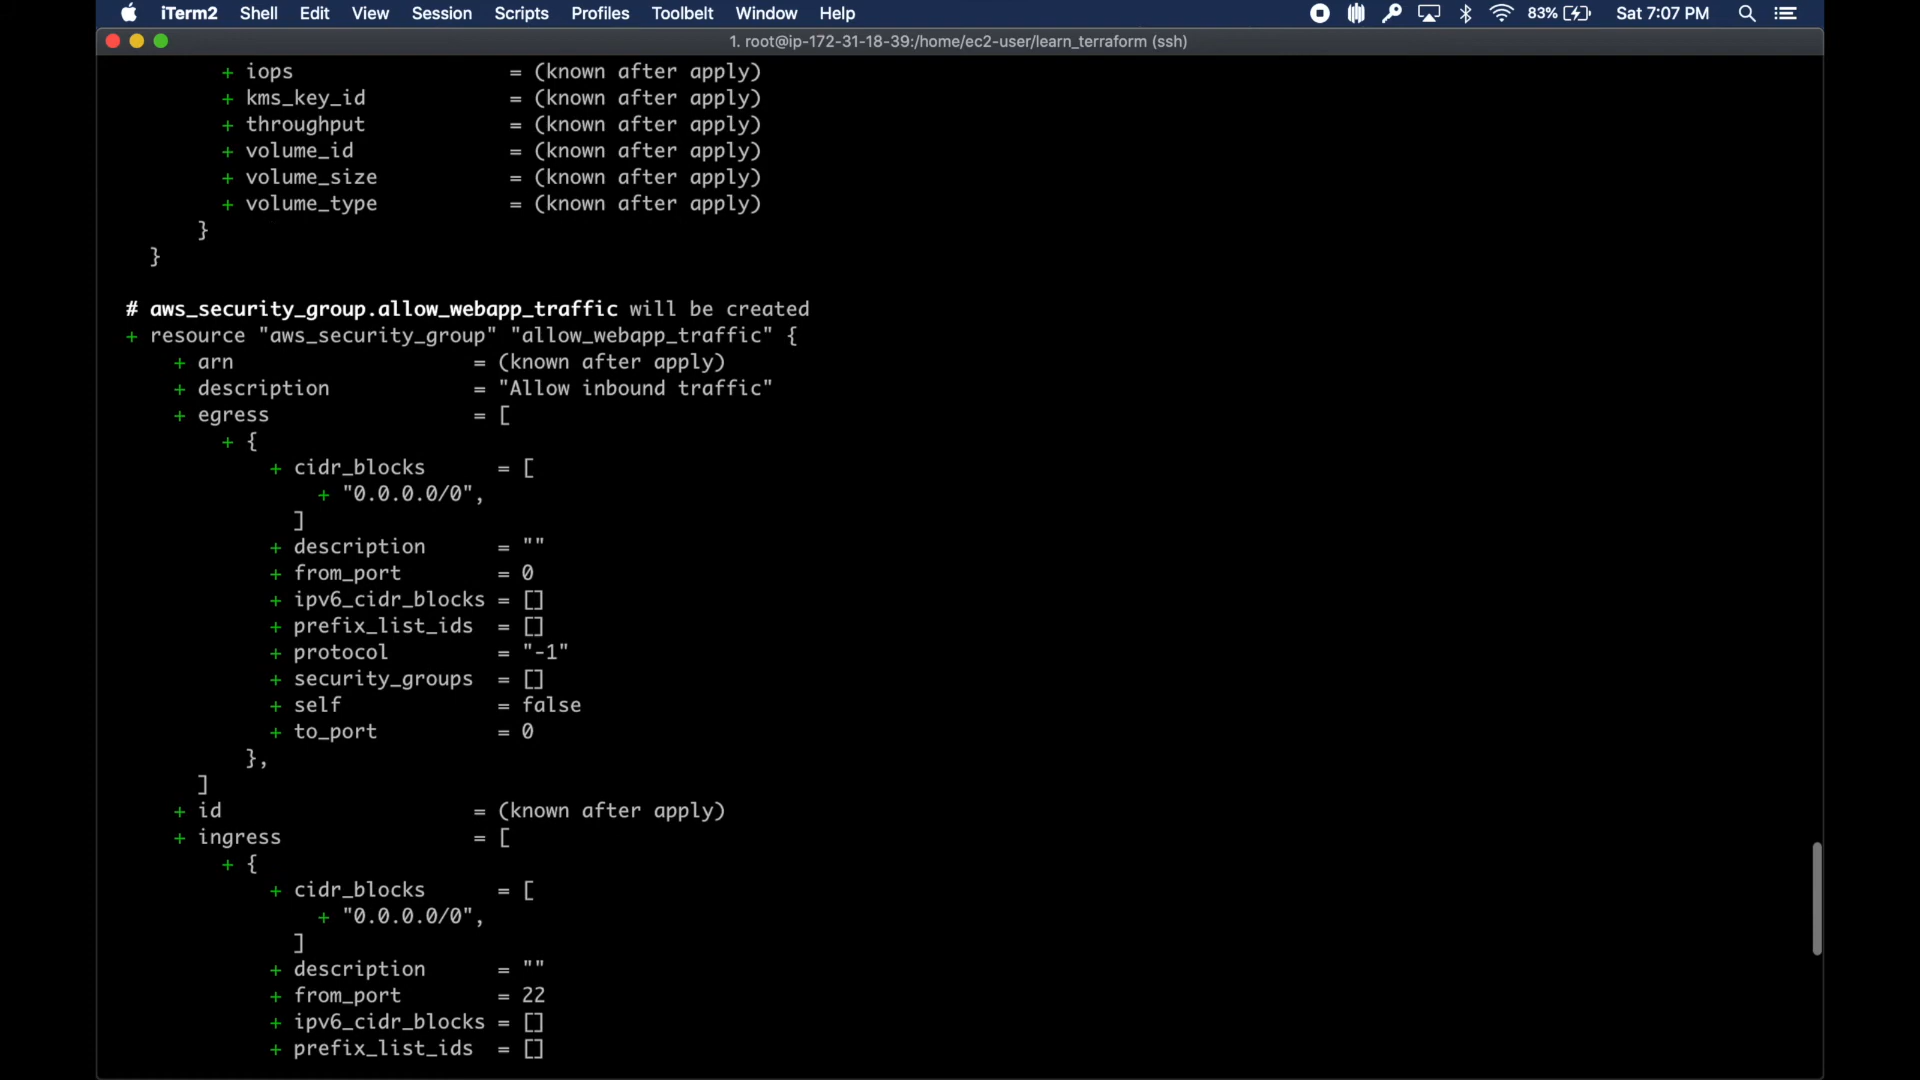 iTerm2 Shell Edit View Session Scripts Profiles Toolbelt Window Help 83% Sat 7:07 PM
1. root@ip-172-31-18-39:/home/ec2-user/learn_terraform (ssh)
+ iops = (known after apply)
+ kms_key_id = (known after apply)
+ throughput = (known after apply)
+ volume_id = (known after apply)
+ volume_size = (known after apply)
+ volume_type = (known after apply)
}
}
# aws_security_group.allow_webapp_traffic will be created
+ resource "aws_security_group" "allow_webapp_traffic" {
+ arn = (known after apply)
+ description = "Allow inbound traffic"
+ egress = [
+ {
+ cidr_blocks = [
+ "0.0.0.0/0",
]
+ description = ""
+ from_port = 0
+ ipv6_cidr_blocks = []
+ prefix_list_ids = []
+ protocol = "-1"
+ security_groups = []
+ self = false
+ to_port = 0
},
]
+ id = (known after apply)
+ ingress = [
+ {
+ cidr_blocks = [
+ "0.0.0.0/0",
]
+ description = ""
+ from_port = 22
+ ipv6_cidr_blocks = []
+ prefix_list_ids = []